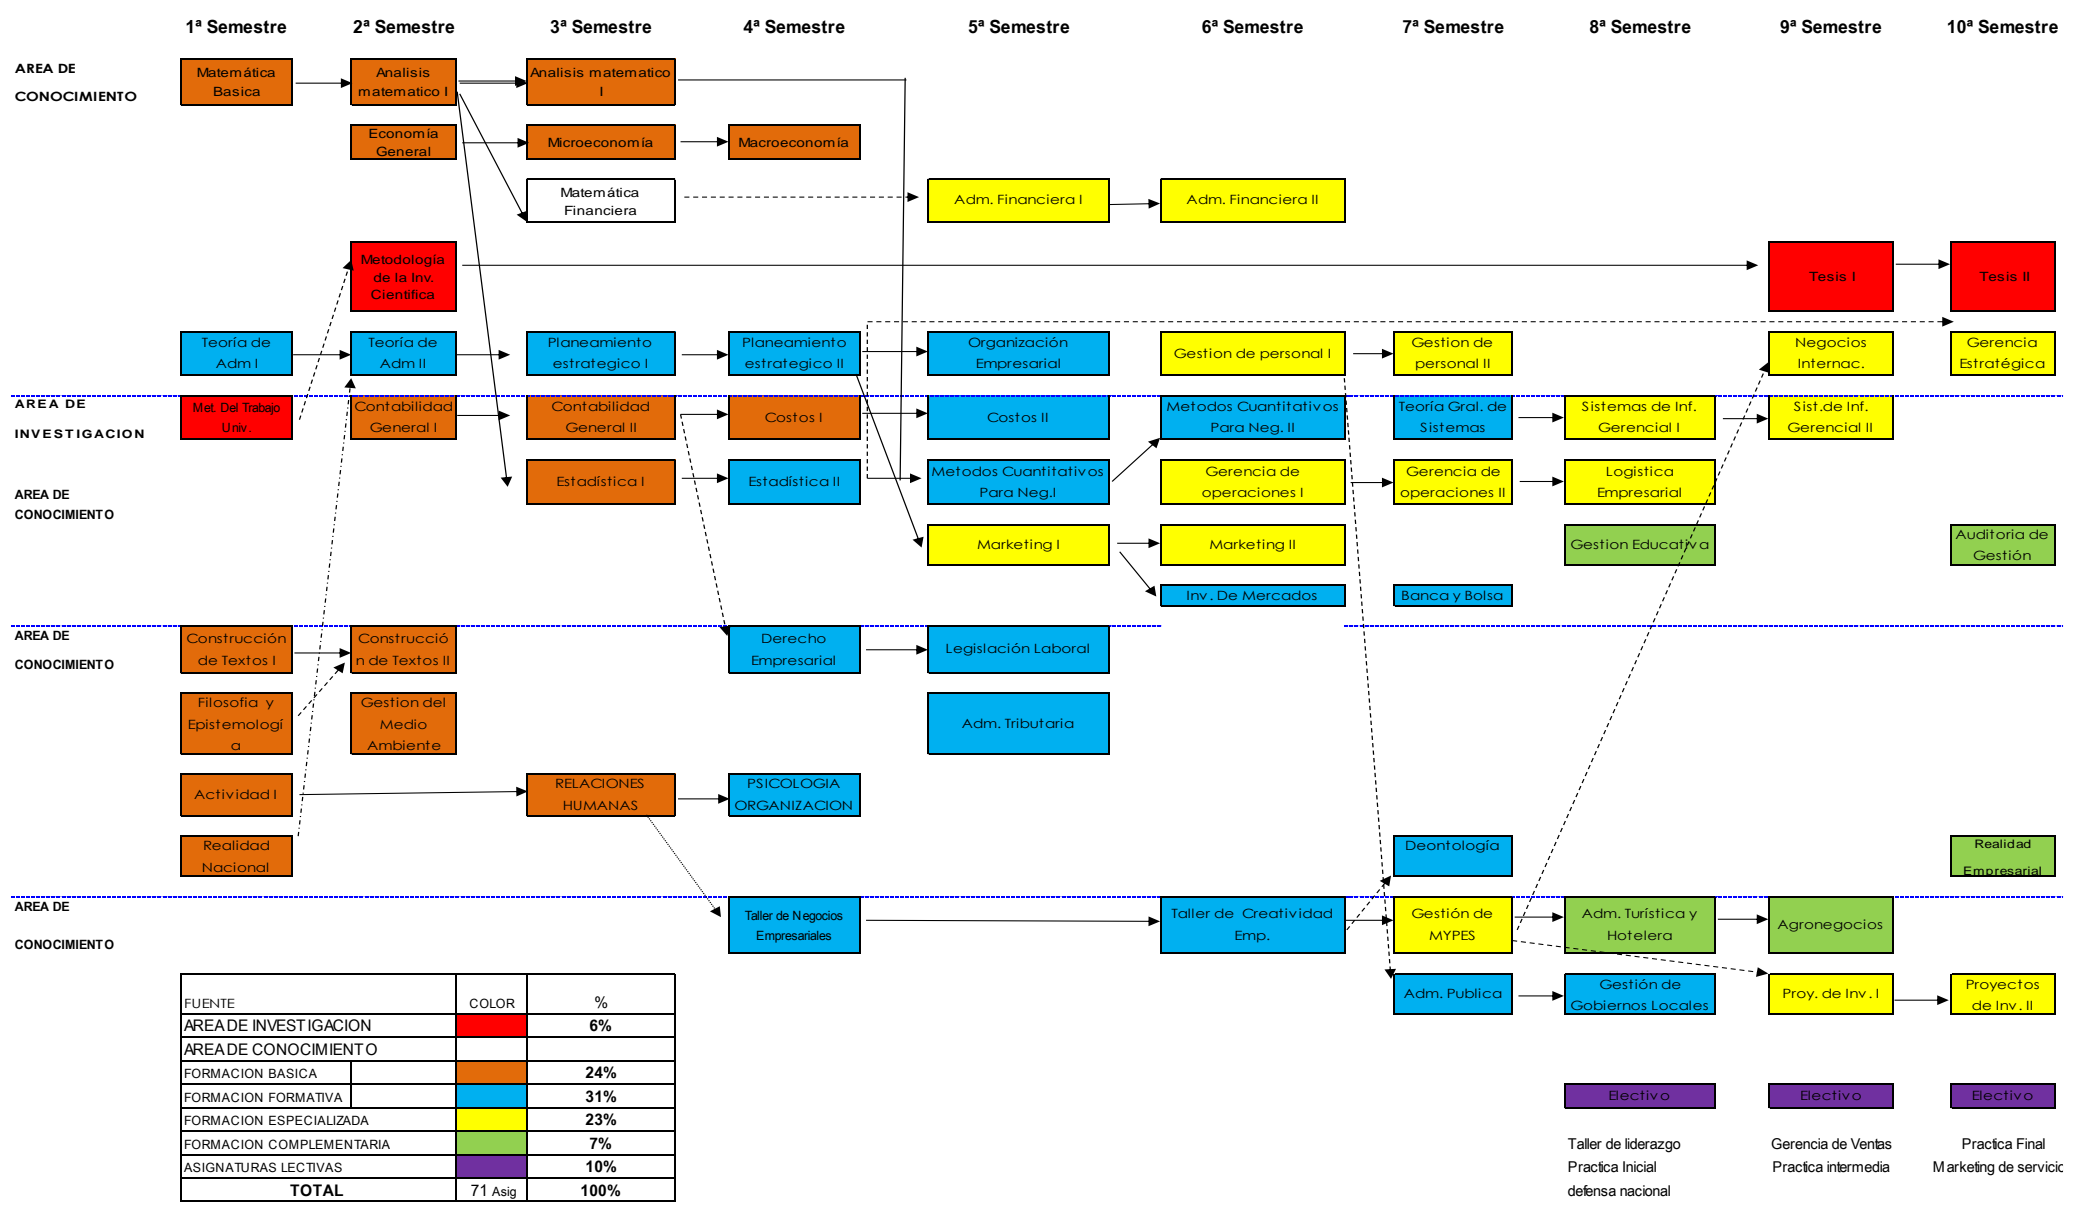 1ª Semestre 2ª Semestre 3ª Semestre 4ª Semestre 5ª Semestre 6ª Semestre 7ª Semestre 8ª Semestre 9ª Semestre 10ª Semestre
AREA DE
CONOCIMIENTO
Matemática
Basica
Analisis
matematico I
Analisis matematico
I
Economía
General
Microeconomía
Macroeconomía
Matemática
Financiera
Adm. Financiera I
Adm. Financiera II
Metodología
de la Inv.
Cientifica
Tesis I
Tesis II
Teoría de
Adm I
Teoría de
Adm II
Planeamiento
estrategico I
Planeamiento
estrategico II
Organización
Empresarial
Gestion de personal I
Gestion de
personal II
Negocios
Internac.
Gerencia
Estratégica
AREA DE
INVESTIGACION
Met. Del Trabajo
Univ.
Contabilidad
General I
Contabilidad
General II
Costos I
Costos II
Metodos Cuantitativos
Para Neg. II
Teoría Gral. de
Sistemas
Sistemas de Inf.
Gerencial I
Sist.de Inf.
Gerencial II
AREA DE
CONOCIMIENTO
Estadística I
Estadística II
Metodos Cuantitativos
Para Neg.I
Gerencia de
operaciones I
Gerencia de
operaciones II
Logistica
Empresarial
Marketing I
Marketing II
Gestion Educativa
Auditoria de
Gestión
Inv. De Mercados
Banca y Bolsa
AREA DE
CONOCIMIENTO
Construcción
de Textos I
Construcció
n de Textos II
Derecho
Empresarial
Legislación Laboral
Filosofia y
Epistemologí
a
Gestion del
Medio
Ambiente
Adm. Tributaria
Actividad I
RELACIONES
HUMANAS
PSICOLOGIA
ORGANIZACION
Realidad
Nacional
Deontología
Realidad
Empresarial
AREA DE
CONOCIMIENTO
Taller de Negocios
Empresariales
Taller de Creatividad
Emp.
Gestión de
MYPES
Adm. Turística y
Hotelera
Agronegocios
Adm. Publica
Gestión de
Gobiernos Locales
Proy. de Inv. I
Proyectos
de Inv. II
FUENTE COLOR %
AREA DE INVESTIGACION 6%
AREA DE CONOCIMIENTO
FORMACION BASICA 24%
FORMACION FORMATIVA 31%
FORMACION ESPECIALIZADA 23%
FORMACION COMPLEMENTARIA 7%
ASIGNATURAS LECTIVAS 10%
TOTAL 71 Asig 100%
Electivo Electivo Electivo
Taller de liderazgo Gerencia de Ventas Practica Final
Practica Inicial Practica intermedia Marketing de servicic
defensa nacional